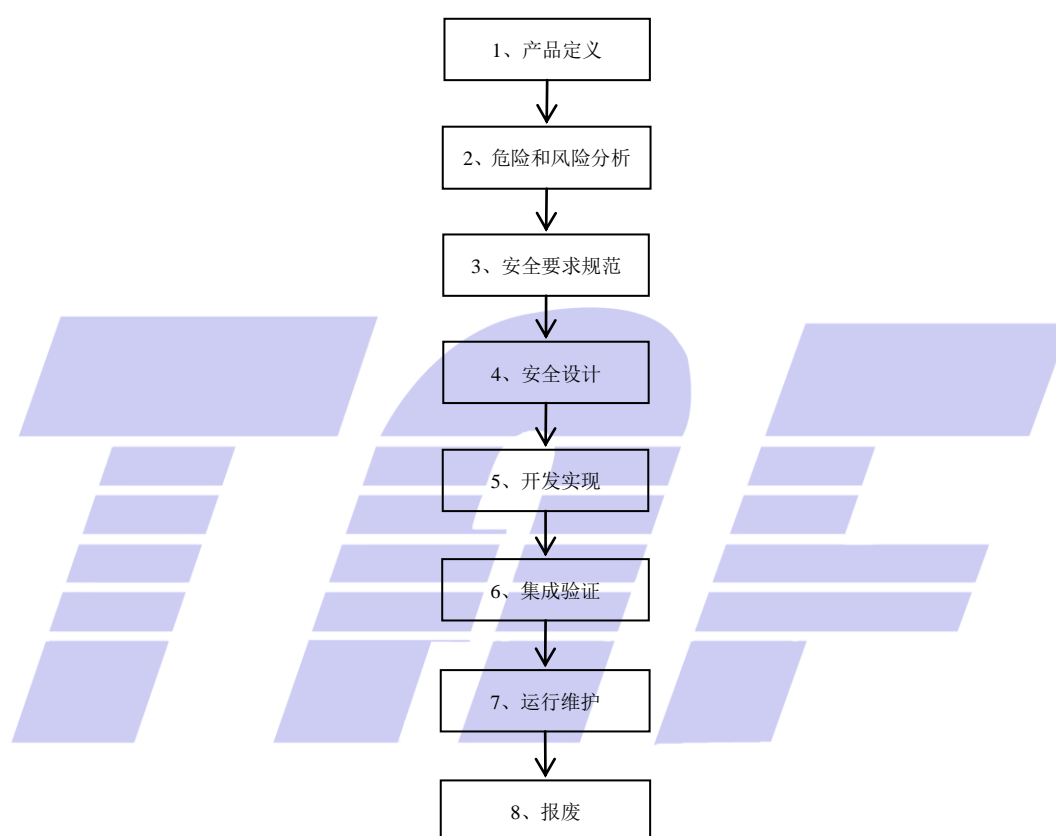 1、产品定义
2、危险和风险分析
3、安全要求规范
4、安全设计
5、开发实现
6、集成验证
7、运行维护
8、报废
TAF